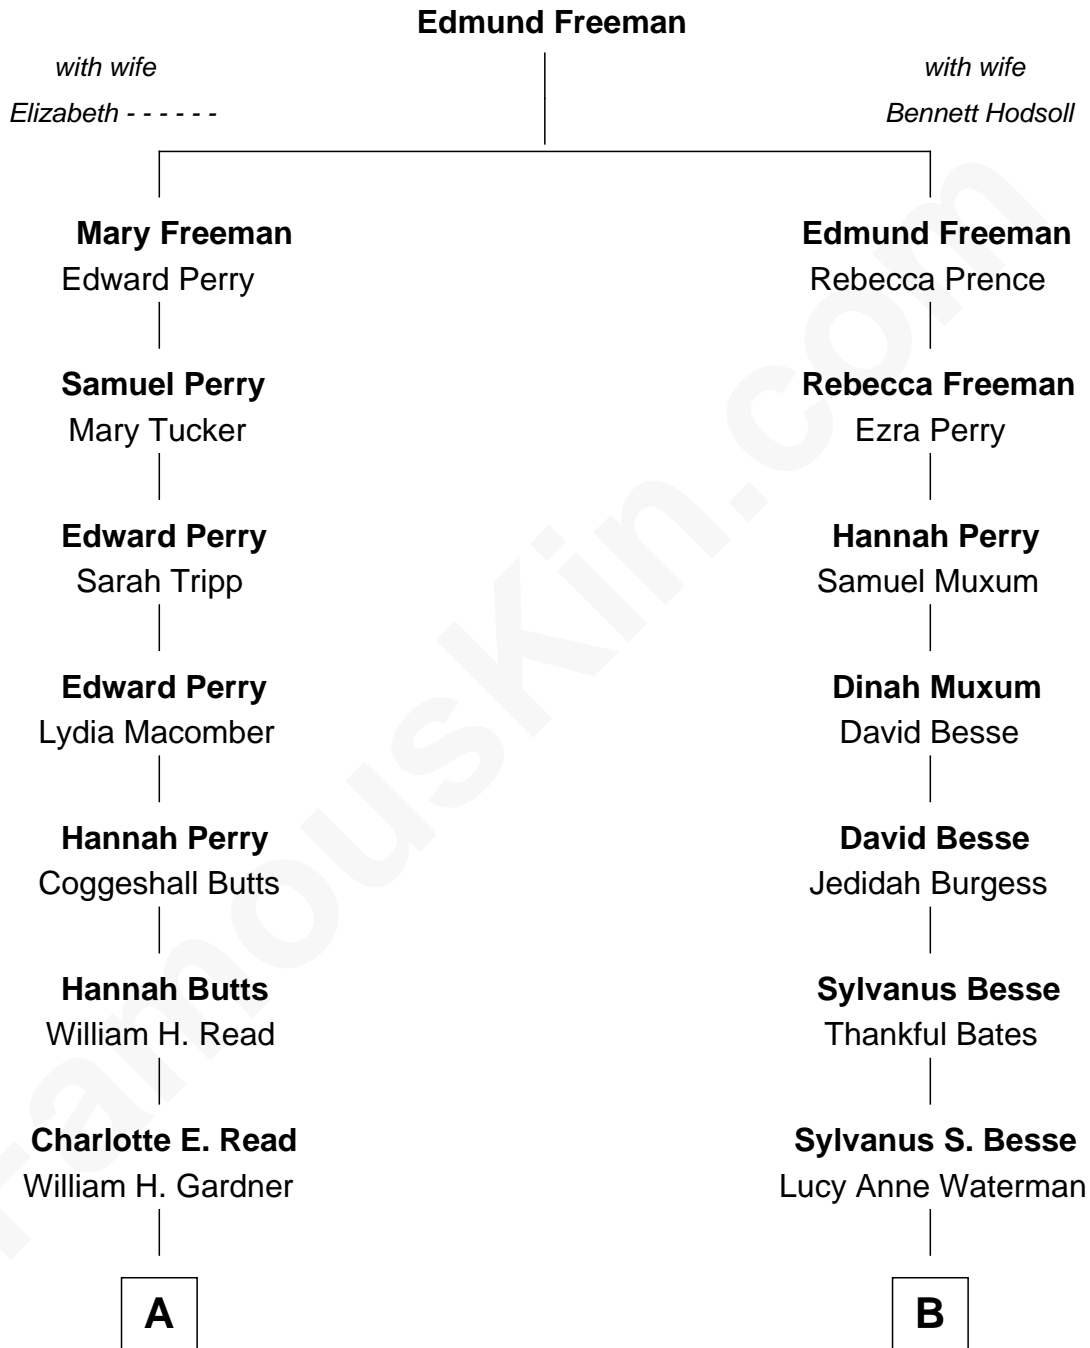 Edmund Freeman
with wife
Elizabeth - - - - - -
with wife
Bennett Hodsoll
Mary Freeman
Edward Perry
Edmund Freeman
Rebecca Prence
Samuel Perry
Mary Tucker
Rebecca Freeman
Ezra Perry
Edward Perry
Sarah Tripp
Hannah Perry
Samuel Muxum
Edward Perry
Lydia Macomber
Dinah Muxum
David Besse
Hannah Perry
Coggeshall Butts
David Besse
Jedidah Burgess
Hannah Butts
William H. Read
Sylvanus Besse
Thankful Bates
Charlotte E. Read
William H. Gardner
Sylvanus S. Besse
Lucy Anne Waterman
A
B
FamousKin.com